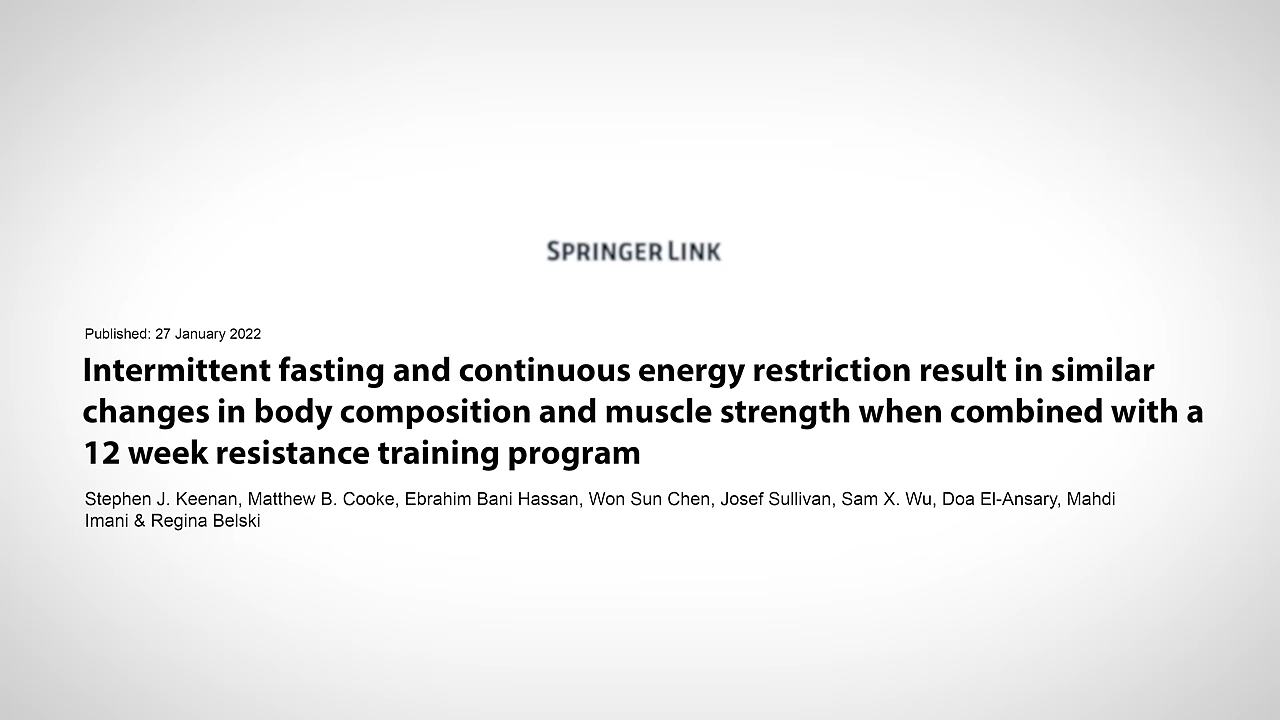 SPRINGER LINK
Published: 27 January 2022
Intermittent fasting and continuous energy restriction result in similar
changes in body composition and muscle strength when combined with a
12 week resistance training program
Stephen J. Keenan, Matthew B. Cooke, Ebrahim Bani Hassan, Won Sun Chen, Josef Sullivan, Sam X. Wu, Doa El-Ansary, Mahdi
Imani & Regina Belski